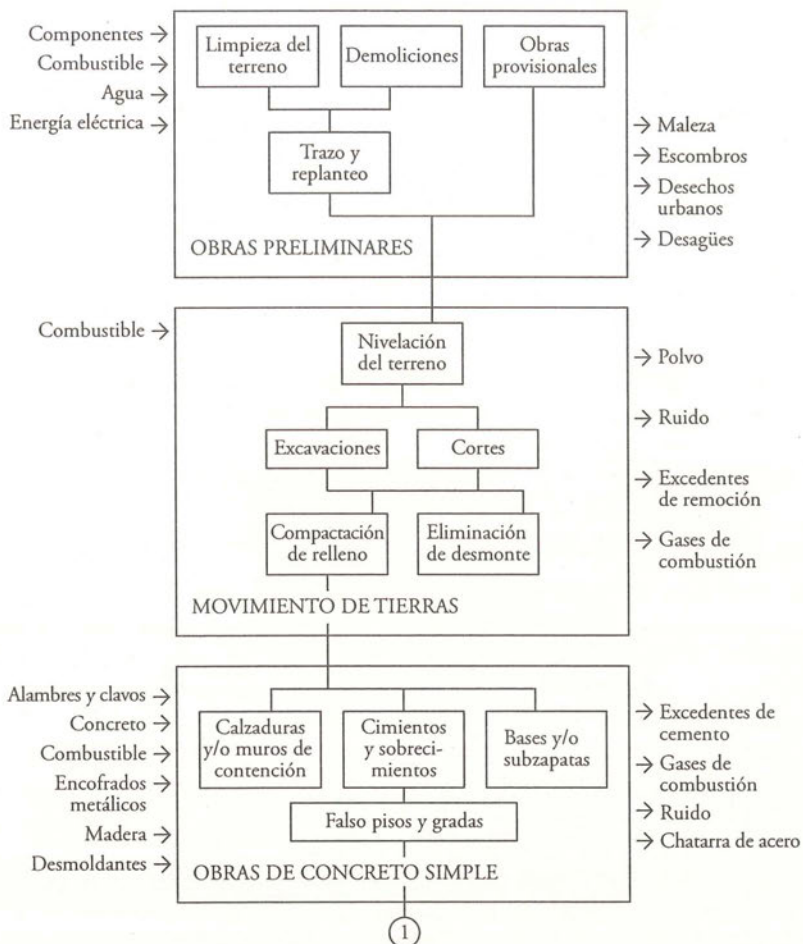 Componentes →
Combustible →
Agua →
Energía eléctrica →
Limpieza del
terreno
Demoliciones
Obras
provisionales
Trazo y
replanteo
OBRAS PRELIMINARES
→ Maleza
→ Escombros
→ Desechos
urbanos
→ Desagües
Combustible →
Nivelación
del terreno
Excavaciones
Cortes
Compactación
de relleno
Eliminación
de desmonte
MOVIMIENTO DE TIERRAS
→ Polvo
→ Ruido
→ Excedentes
de remoción
→ Gases de
combustión
Alambres y clavos →
Concreto →
Combustible →
Encofrados
metálicos →
Madera →
Desmoldantes →
Calzaduras
y/o muros de
contención
Cimientos
y sobreci-
mientos
Bases y/o
subzapatas
Falso pisos y gradas
OBRAS DE CONCRETO SIMPLE
→ Excedentes de
cemento
→ Gases de
combustión
→ Ruido
→ Chatarra de acero
1